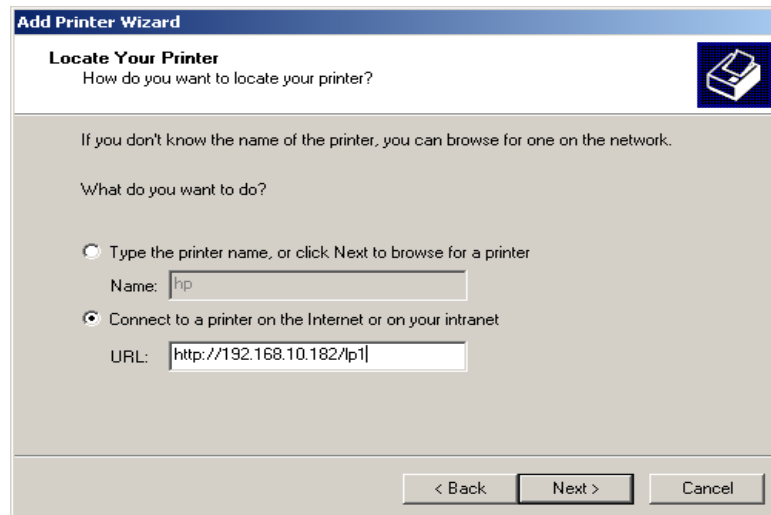 Add Printer Wizard
Locate Your Printer
How do you want to locate your printer?
If you don't know the name of the printer, you can browse for one on the network.
What do you want to do?
Type the printer name, or click Next to browse for a printer
Name: hp
Connect to a printer on the Internet or on your intranet
URL: http://192.168.10.182/lp1
< Back Next > Cancel